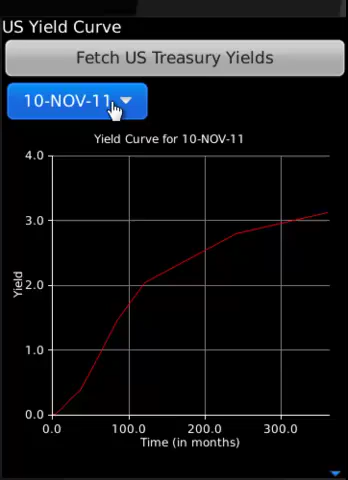 US Yield Curve
Fetch US Treasury Yields
10-NOV-11
Yield Curve for 10-NOV-11
4.0
3.0
2.0
1.0
0.0
Yield
0.0 100.0 200.0 300.0
Time (in months)